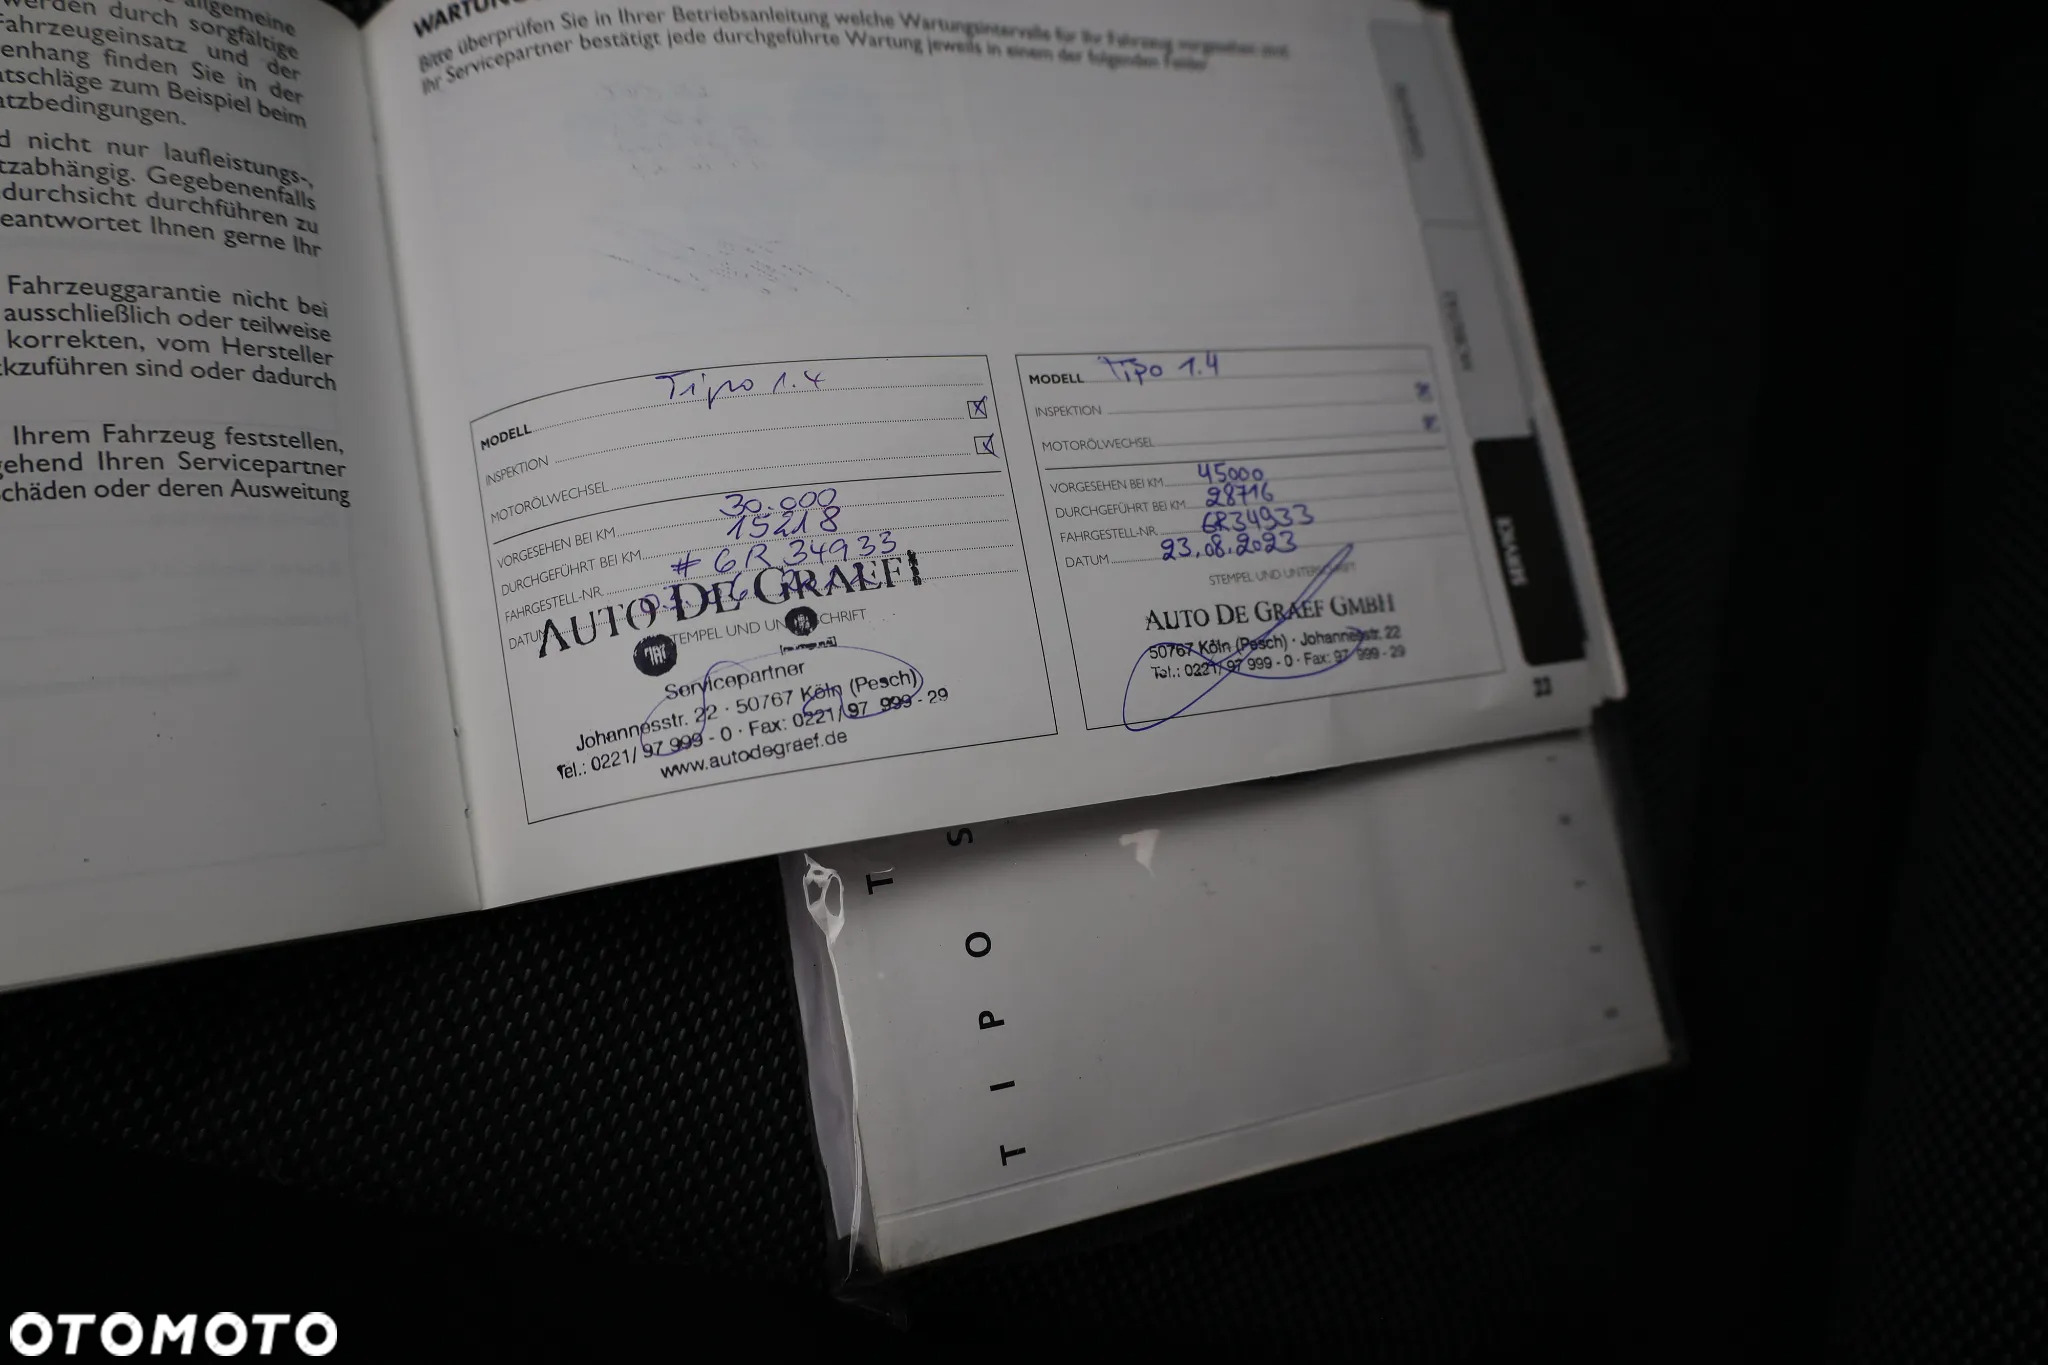 allgemeine
werden durch sorgfältige
Fahrzeugeinsatz und der
enhang finden Sie in der
tschläge zum Beispiel beim
atzbedingungen.
d nicht nur laufleistungs-,
tzabhängig. Gegebenenfalls
durchsicht durchführen zu
eantwortet Ihnen gerne Ihr
Fahrzeuggarantie nicht bei
ausschließlich oder teilweise
korrekten, vom Hersteller
ckzuführen sind oder dadurch
Ihrem Fahrzeug feststellen,
gehend Ihren Servicepartner
chäden oder deren Ausweitung
WARTUNG
Bitte überprüfen Sie in Ihrer Betriebsanleitung welche Wartungsintervalle für Ihr Fahrzeug vorgesehen sind
Ihr Servicepartner bestätigt jede durchgeführte Wartung jeweils in einem der folgenden Felder
MODELL Tipo 1.4
INSPEKTION
MOTORÖLWECHSEL
VORGESEHEN BEI KM 30.000
DURCHGEFÜHRT BEI KM 15218
FAHRGESTELL-NR. # 6R 34933
DATUM
AUTO DE GRAEF
STEMPEL UND UNTERSCHRIFT
FIAT
Servicepartner
Johannesstr. 22 · 50767 Köln (Pesch)
Tel.: 0221/ 97 999 - 0 · Fax: 0221/ 97 999 - 29
www.autodegraef.de
MODELL Tipo 1.4
INSPEKTION
MOTORÖLWECHSEL
VORGESEHEN BEI KM 45000
DURCHGEFÜHRT BEI KM 28716
FAHRGESTELL-NR. 6R34933
DATUM 23.08.2023
STEMPEL UND UNTERSCHRIFT
AUTO DE GRAEF GMBH
50767 Köln (Pesch) · Johannesstr. 22
Tel.: 0221/ 97 999 - 0 · Fax: 97 999 - 29
TIPO
OTOMOTO